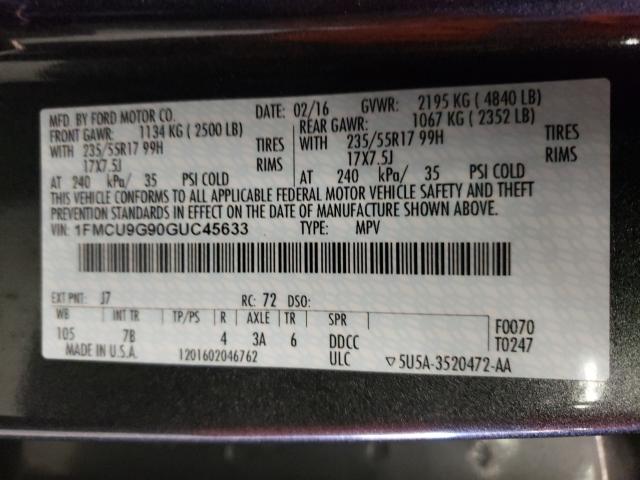 MFD. BY FORD MOTOR CO. DATE: 02/16 GVWR: 2195 KG ( 4840 LB)
FRONT GAWR: 1134 KG ( 2500 LB) REAR GAWR: 1067 KG ( 2352 LB)
WITH 235/55R17 99H TIRES WITH 235/55R17 99H TIRES
17X7.5J RIMS 17X7.5J RIMS
AT 240 kPa/ 35 PSI COLD AT 240 kPa/ 35 PSI COLD
THIS VEHICLE CONFORMS TO ALL APPLICABLE FEDERAL MOTOR VEHICLE SAFETY AND THEFT
PREVENTION STANDARDS IN EFFECT ON THE DATE OF MANUFACTURE SHOWN ABOVE.
VIN: 1FMCU9G90GUC45633 TYPE: MPV
EXT PNT: J7 RC: 72 DSO:
WB INT TR TP/PS R AXLE TR SPR F0070
105 7B 4 3A 6 DDCC T0247
MADE IN U.S.A. 1201602046762 ULC ▽5U5A-3520472-AA